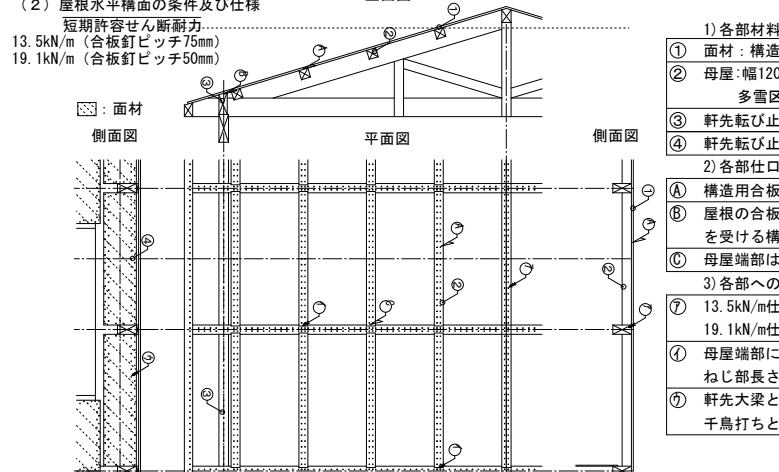 (2) 屋根水平構面の条件及び仕様
短期許容せん断耐力
13.5kN/m(合板釘ピッチ75mm)
19.1kN/m(合板釘ピッチ50mm)
:面材
側面図
平面図
側面図
1)各部材料
① 面材:構造
② 母屋:幅120
多雪区
③ 軒先転び止
④ 軒先転び止
2)各部仕口
Ⓐ 構造用合板
Ⓑ 屋根の合板
を受ける構
Ⓒ 母屋端部は
3)各部への
㋐ 13.5kN/m仕
19.1kN/m仕
㋑ 母屋端部に
ねじ部長さ
㋒ 軒先大梁と
千鳥打ちと